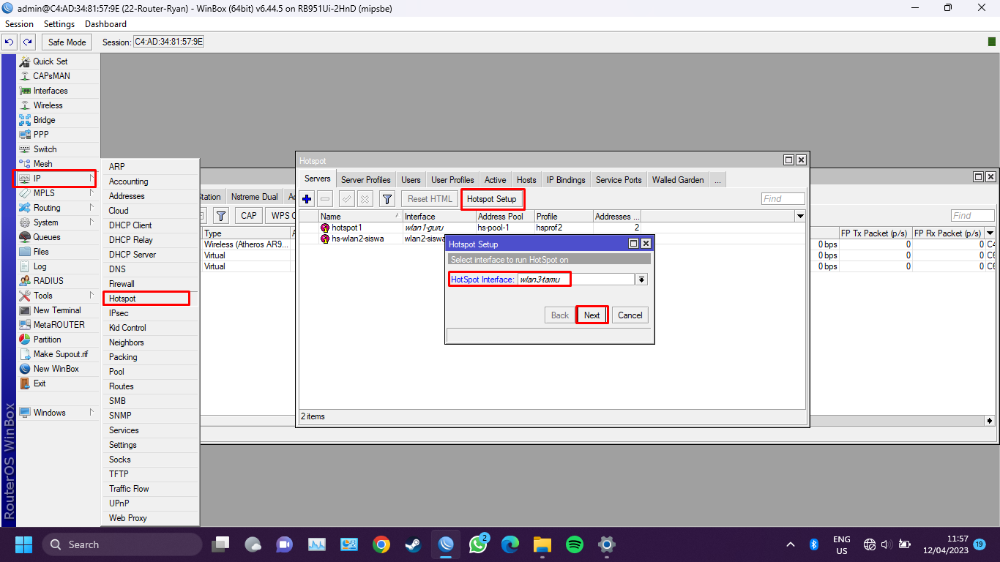 admin@C4:AD:34:81:57:9E (22-Router-Ryan) - WinBox (64bit) v6.44.5 on RB951Ui-2HnD (mipsbe)
Session Settings Dashboard
Safe Mode Session: C4:AD:34:81:57:9E
Quick Set
CAPsMAN
Interfaces
Wireless
Bridge
PPP
Switch
Mesh
IP
MPLS
Routing
System
Queues
Files
Log
RADIUS
Tools
New Terminal
MetaROUTER
Partition
Make Supout.rif
New WinBox
Exit
Windows
RouterOS WinBox
ARP
Accounting
Addresses
Cloud
DHCP Client
DHCP Relay
DHCP Server
DNS
Firewall
Hotspot
IPsec
Kid Control
Neighbors
Packing
Pool
Routes
SMB
SNMP
Services
Settings
Socks
TFTP
Traffic Flow
UPnP
Web Proxy
Station Nstreme Dual
CAP WPS
Type
Wireless (Atheros AR9...
Virtual
Virtual
Hotspot
Servers Server Profiles Users User Profiles Active Hosts IP Bindings Service Ports Walled Garden ...
Reset HTML Hotspot Setup Find
Name Interface Address Pool Profile Addresses ...
hotspot1 wlan1-guru hs-pool-1 hsprof2 2
hs-wlan2-siswa wlan2-siswa
2 items
Hotspot Setup
Select interface to run HotSpot on
HotSpot Interface: wlan3-tamu
Back Next Cancel
Find
FP Tx Packet (p/s) FP Rx Packet (p/s)
0 bps 0 0 C4
0 bps 0 0 C6
0 bps 0 0 C6
Search
2
ENG
US
11:57
12/04/2023
19